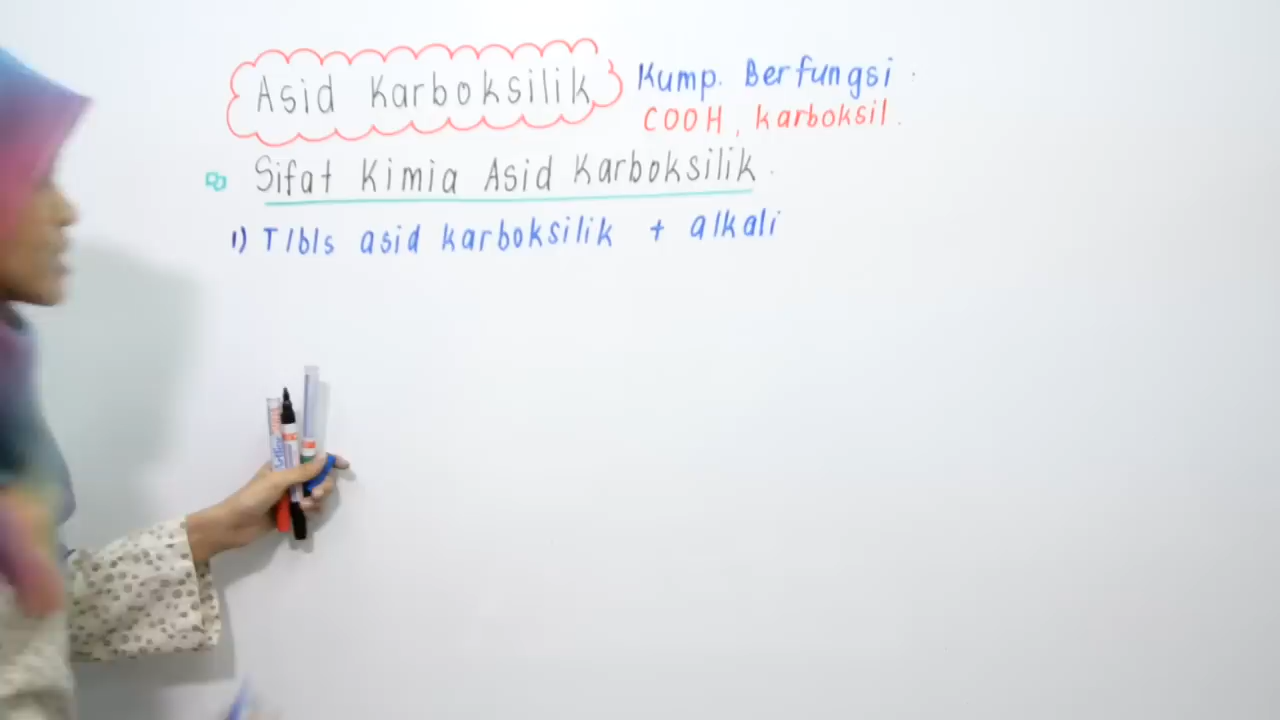 Asid Karboksilik
Kump. Berfungsi
COOH, karboksil.
Sifat Kimia Asid Karboksilik.
1) T/bls asid karboksilik + alkali